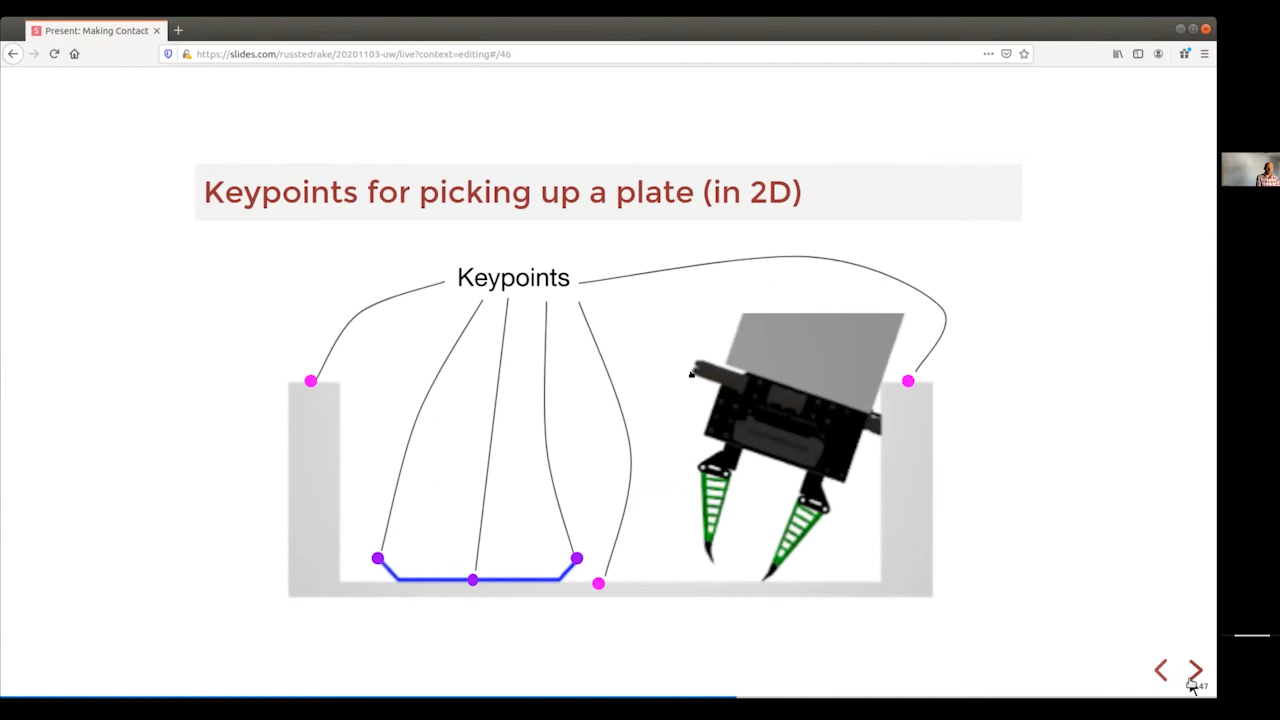 Present: Making Contact
https://slides.com/russtedrake/20201103-uw/live?context=editing#/46
Keypoints for picking up a plate (in 2D)
Keypoints
47